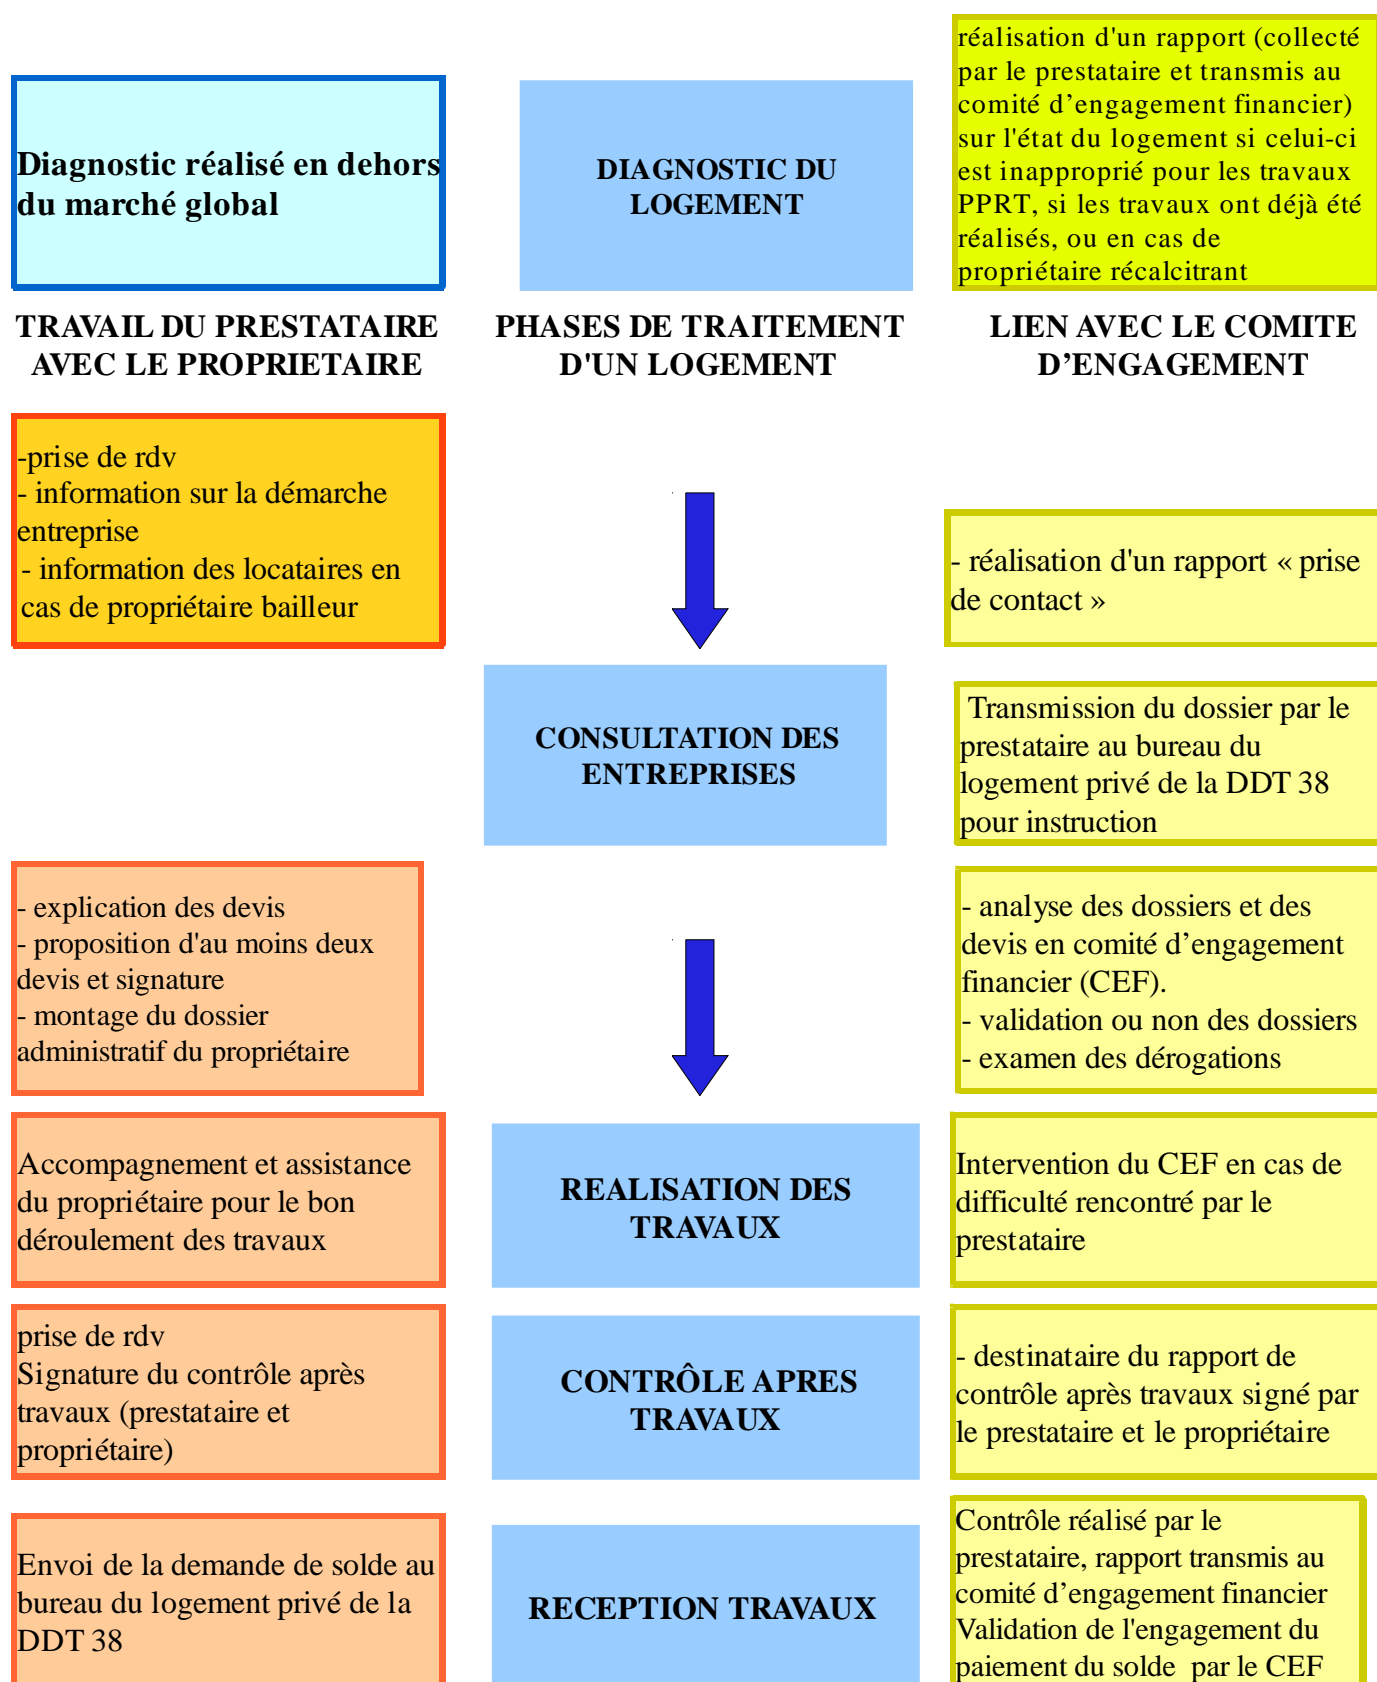 Diagnostic réalisé en dehors
du marché global
DIAGNOSTIC DU
LOGEMENT
réalisation d'un rapport (collecté
par le prestataire et transmis au
comité d’engagement financier)
sur l'état du logement si celui-ci
est inapproprié pour les travaux
PPRT, si les travaux ont déjà été
réalisés, ou en cas de
propriétaire récalcitrant
TRAVAIL DU PRESTATAIRE
AVEC LE PROPRIETAIRE
PHASES DE TRAITEMENT
D'UN LOGEMENT
LIEN AVEC LE COMITE
D’ENGAGEMENT
-prise de rdv
- information sur la démarche
entreprise
- information des locataires en
cas de propriétaire bailleur
- réalisation d'un rapport « prise
de contact »
CONSULTATION DES
ENTREPRISES
Transmission du dossier par le
prestataire au bureau du
logement privé de la DDT 38
pour instruction
- explication des devis
- proposition d'au moins deux
devis et signature
- montage du dossier
administratif du propriétaire
- analyse des dossiers et des
devis en comité d’engagement
financier (CEF).
- validation ou non des dossiers
- examen des dérogations
Accompagnement et assistance
du propriétaire pour le bon
déroulement des travaux
REALISATION DES
TRAVAUX
Intervention du CEF en cas de
difficulté rencontré par le
prestataire
prise de rdv
Signature du contrôle après
travaux (prestataire et
propriétaire)
CONTRÔLE APRES
TRAVAUX
- destinataire du rapport de
contrôle après travaux signé par
le prestataire et le propriétaire
Envoi de la demande de solde au
bureau du logement privé de la
DDT 38
RECEPTION TRAVAUX
Contrôle réalisé par le
prestataire, rapport transmis au
comité d’engagement financier
Validation de l'engagement du
paiement du solde par le CEF